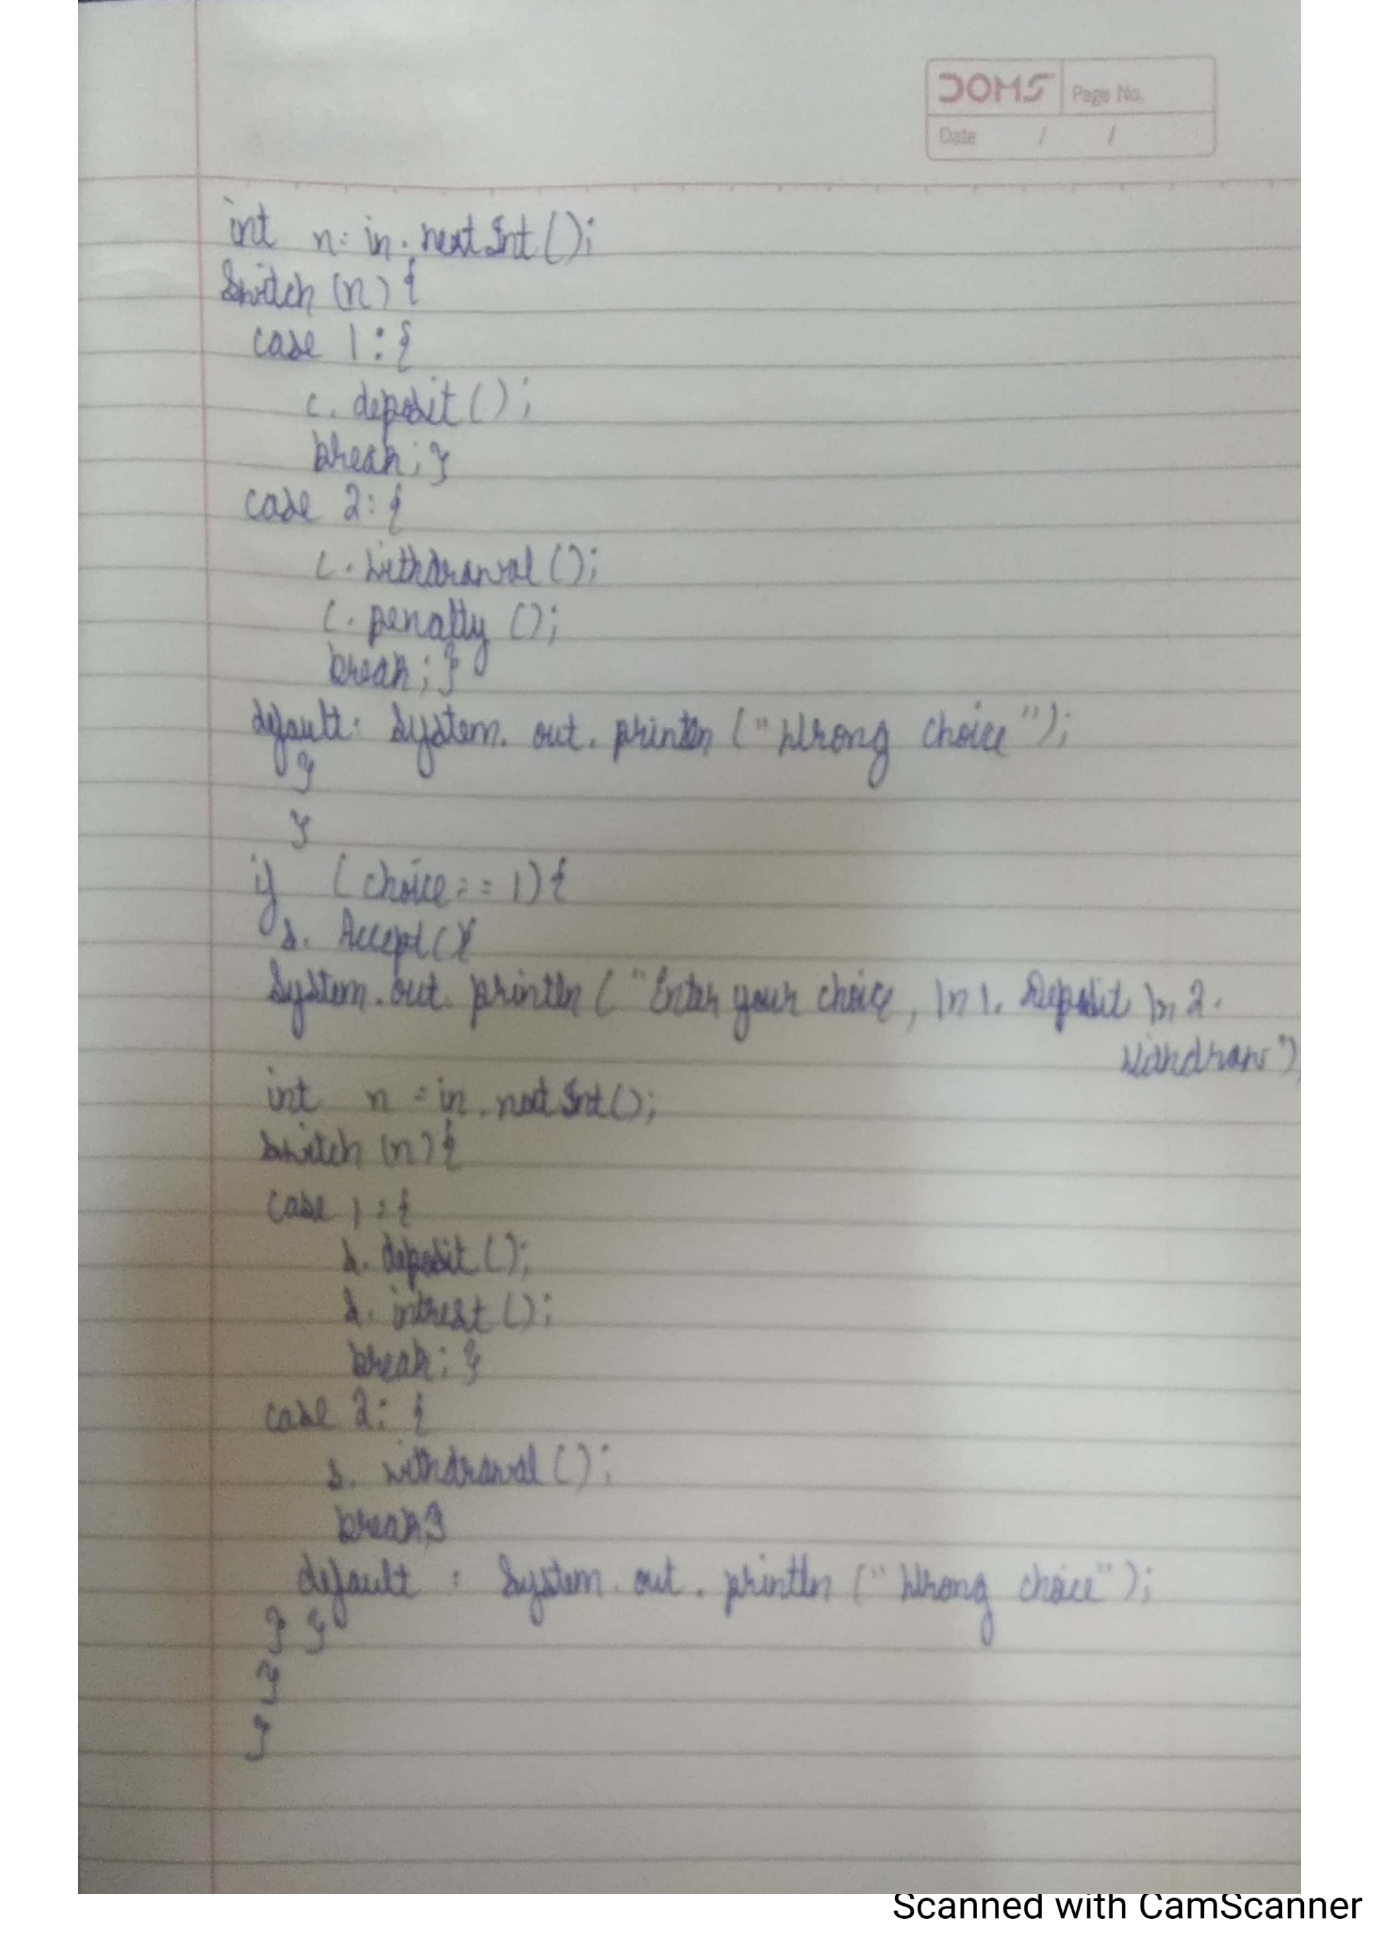 DOMS Page No.
Date / /
int n = in.nextInt();
Switch (n) {
case 1 : {
c. deposit ();
break; }
case 2: {
c. withdrawal ();
c. penalty ();
break; }
default: System. out. println ("Wrong choice");
}
}
if (choice == 1) {
s. Accept();
System.out.println ("Enter your choice, \n 1. Deposit \n 2.
Withdraw")
int n = in.nextInt();
switch (n) {
case 1 : {
s. deposit ();
s. intrest ();
break; }
case 2: {
s. withdrawal ();
break; }
default : System. out. println ("Wrong choice");
} }
}
}
Scanned with CamScanner